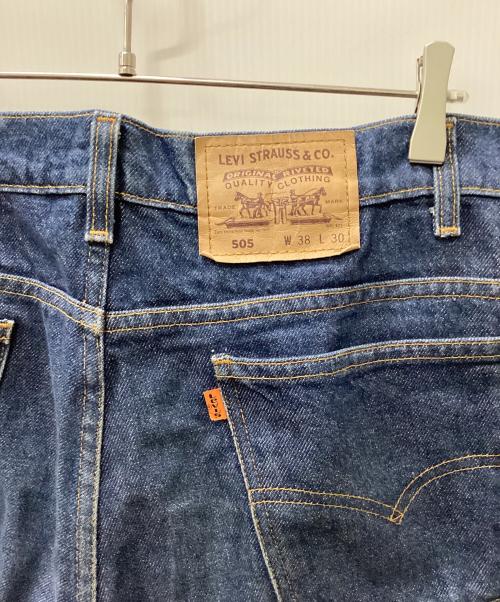 LEVI STRAUSS & CO.
ORIGINAL RIVETED
QUALITY CLOTHING
TRADE MARK
505 W 38 L 30
LEVI'S